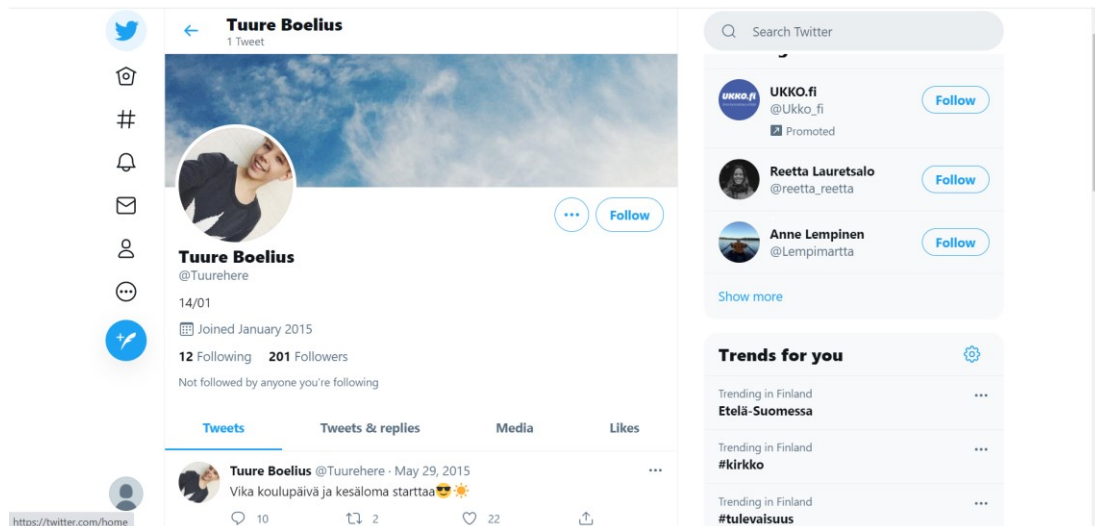 Tuure Boelius
1 Tweet
Follow
Tuure Boelius
@Tuurehere
14/01
Joined January 2015
12 Following 201 Followers
Not followed by anyone you're following
Tweets Tweets & replies Media Likes
Tuure Boelius @Tuurehere · May 29, 2015
Vika koulupäivä ja kesäloma starttaa😎☀️
10 2 22
Search Twitter
UKKO.fi
UKKO.fi
@Ukko_fi
Follow
Promoted
Reetta Lauretsalo
@reetta_reetta
Follow
Anne Lempinen
@Lempimartta
Follow
Show more
Trends for you
Trending in Finland
Etelä-Suomessa
Trending in Finland
#kirkko
Trending in Finland
#tulevaisuus
https://twitter.com/home